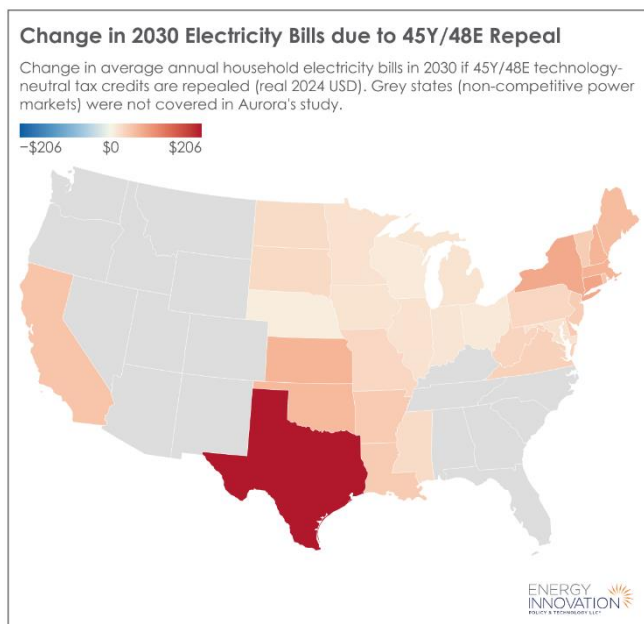 Change in 2030 Electricity Bills due to 45Y/48E Repeal
Change in average annual household electricity bills in 2030 if 45Y/48E technology-
neutral tax credits are repealed (real 2024 USD). Grey states (non-competitive power
markets) were not covered in Aurora's study.
−$206 $0 $206
ENERGY
INNOVATION
POLICY & TECHNOLOGY LLC®